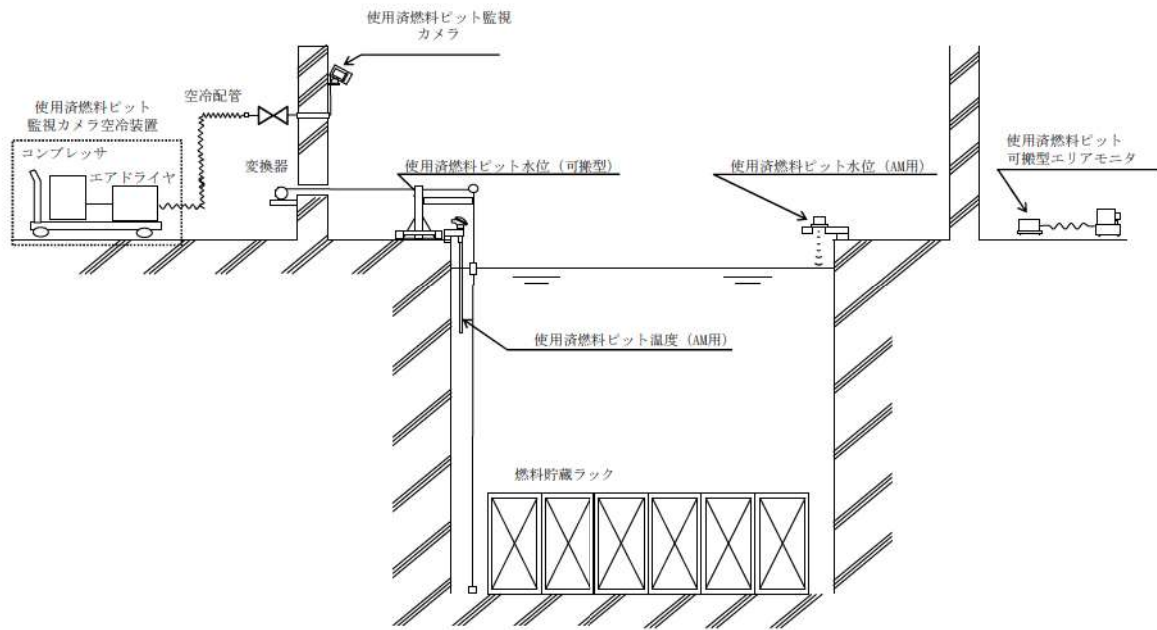 使用済燃料ピット監視
カメラ
空冷配管
使用済燃料ピット
監視カメラ空冷装置
コンプレッサ
エアドライヤ
変換器
使用済燃料ピット水位（可搬型）
使用済燃料ピット水位（AM用）
使用済燃料ピット
可搬型エリアモニタ
使用済燃料ピット温度（AM用）
燃料貯蔵ラック